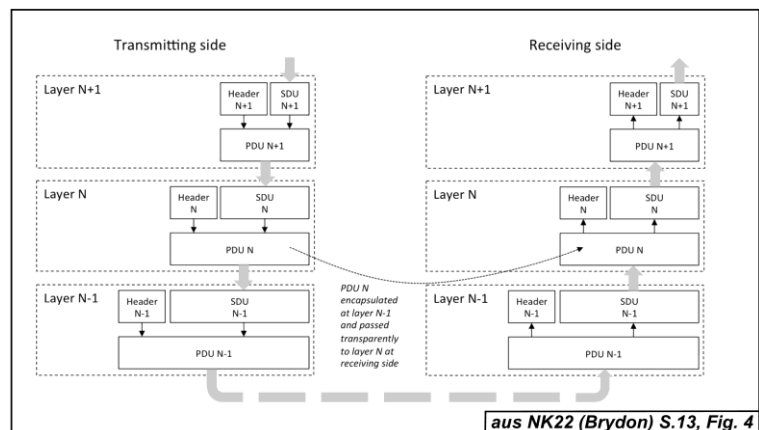 Transmitting side
Receiving side
Layer N+1
Header
N+1
SDU
N+1
PDU N+1
Layer N
Header
N
SDU
N
PDU N
Layer N-1
Header
N-1
SDU
N-1
PDU N-1
PDU N
encapsulated
at layer N-1
and passed
transparently
to layer N at
receiving side
Layer N+1
Header
N+1
SDU
N+1
PDU N+1
Layer N
Header
N
SDU
N
PDU N
Layer N-1
Header
N-1
SDU
N-1
PDU N-1
aus NK22 (Brydon) S.13, Fig. 4